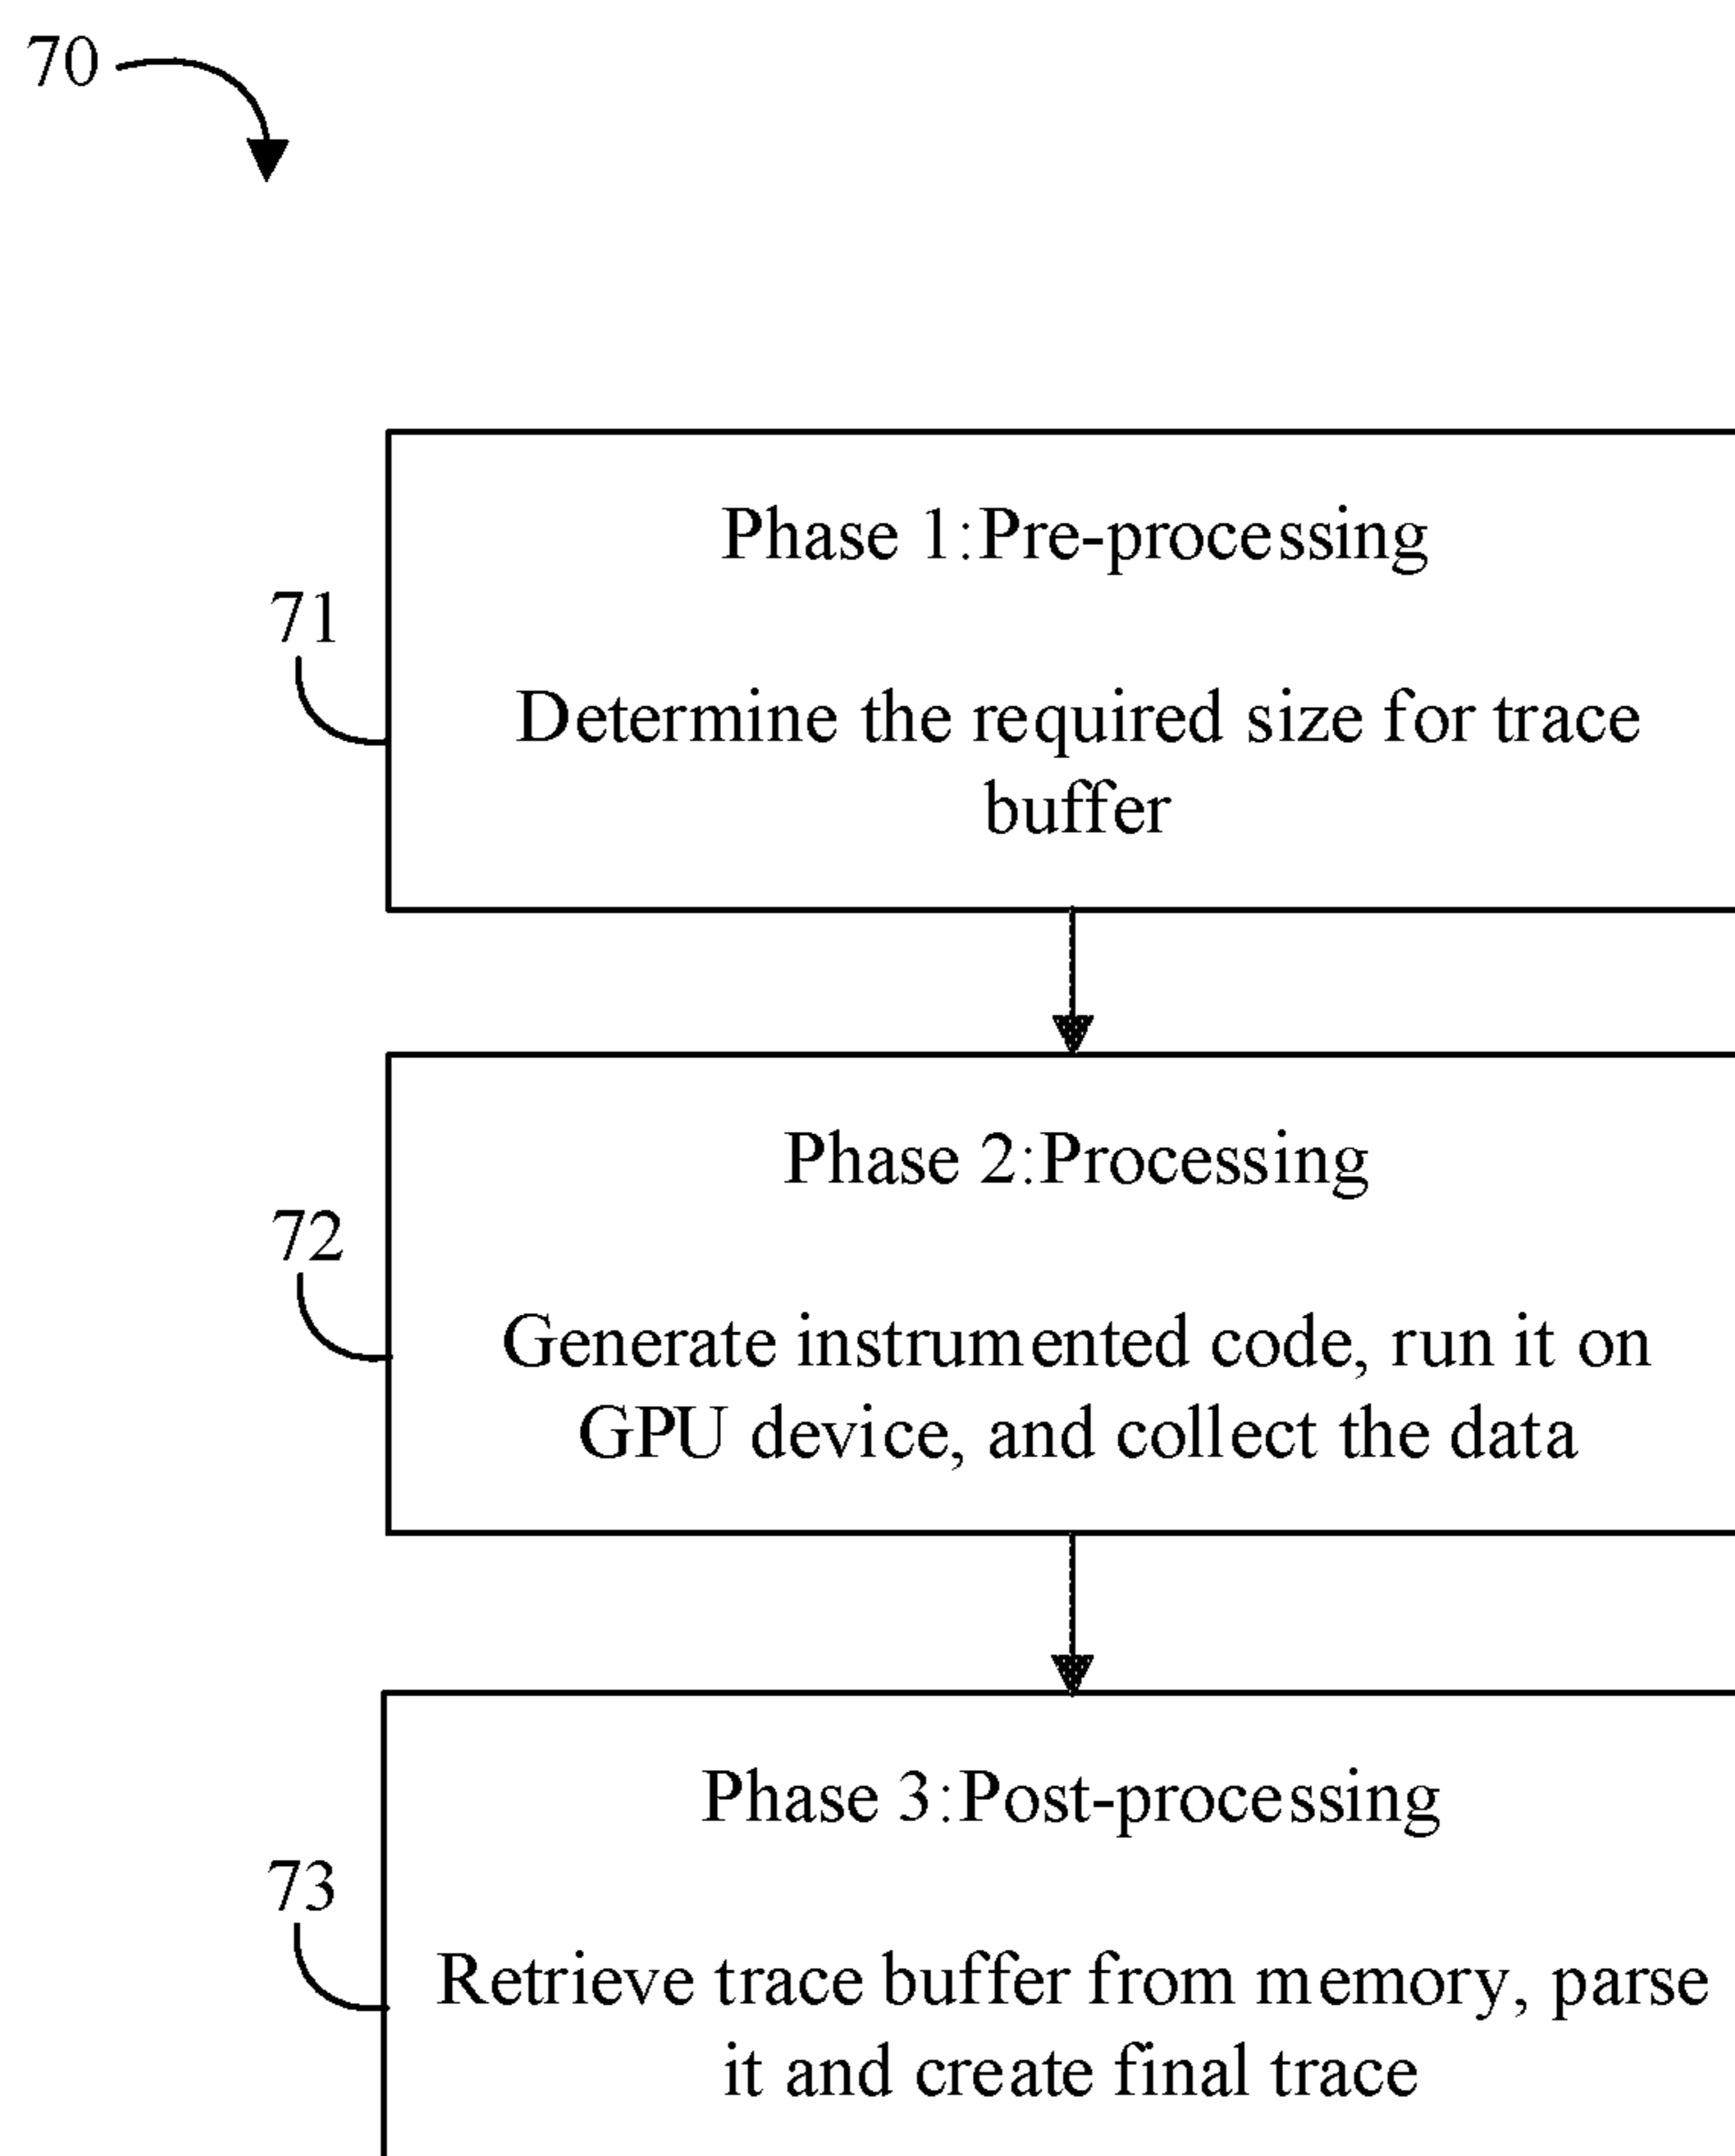 70
Phase 1:Pre-processing
71
Determine the required size for trace
buffer
Phase 2:Processing
72
Generate instrumented code, run it on
GPU device, and collect the data
Phase 3:Post-processing
73
Retrieve trace buffer from memory, parse
it and create final trace